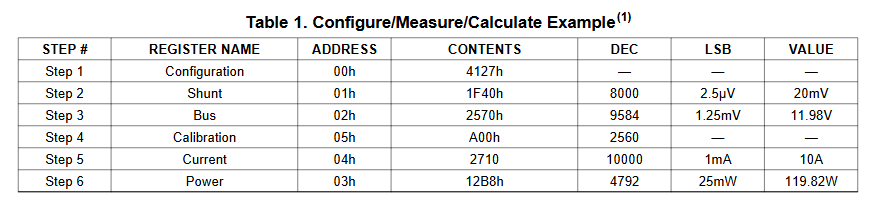 Table 1. Configure/Measure/Calculate Example(1)
STEP # REGISTER NAME ADDRESS CONTENTS DEC LSB VALUE
Step 1 Configuration 00h 4127h — — —
Step 2 Shunt 01h 1F40h 8000 2.5µV 20mV
Step 3 Bus 02h 2570h 9584 1.25mV 11.98V
Step 4 Calibration 05h A00h 2560 — —
Step 5 Current 04h 2710 10000 1mA 10A
Step 6 Power 03h 12B8h 4792 25mW 119.82W